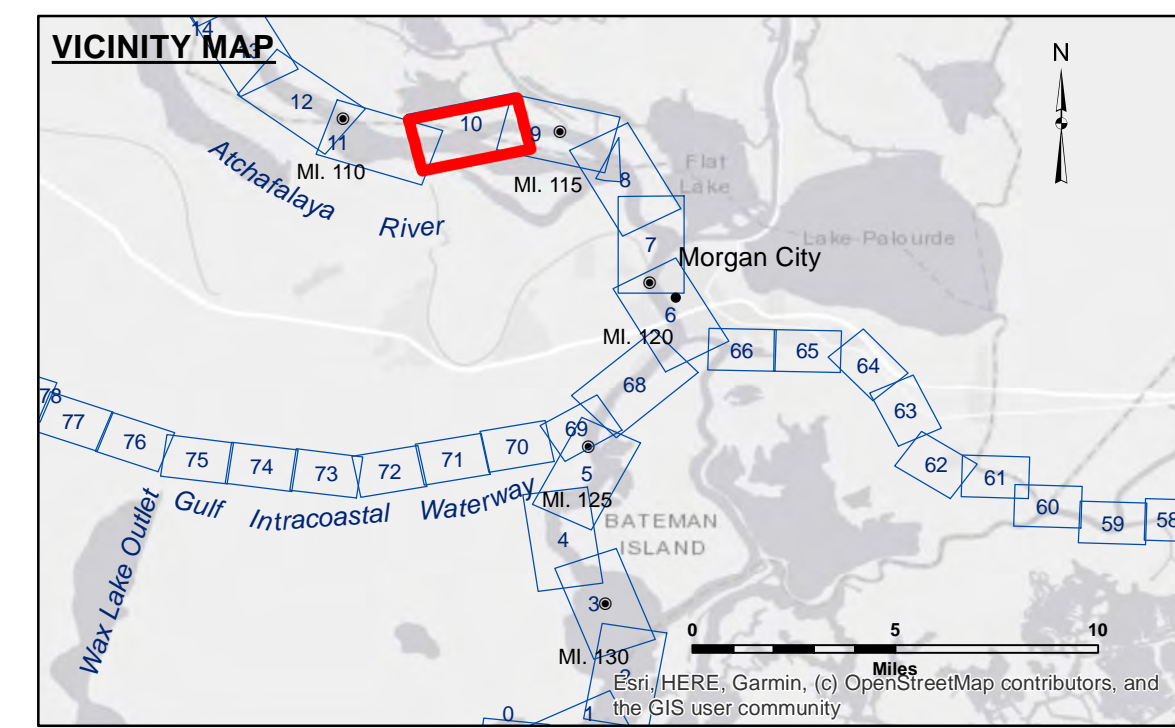 VICINITY MAP
N
14
13
12
11
10
9
8
MI. 110
MI. 115
Atchafalaya
River
Flat
Lake
Lake Palourde
7
Morgan City
6
MI. 120
66
65
64
63
62
61
60
59
58
68
69
70
71
72
73
74
75
76
77
78
5
MI. 125
Gulf Intracoastal Waterway
Wax Lake Outlet
BATEMAN
ISLAND
4
3
MI. 130
2
1
0
0 5 10
Miles
Esri, HERE, Garmin, (c) OpenStreetMap contributors, and
the GIS user community